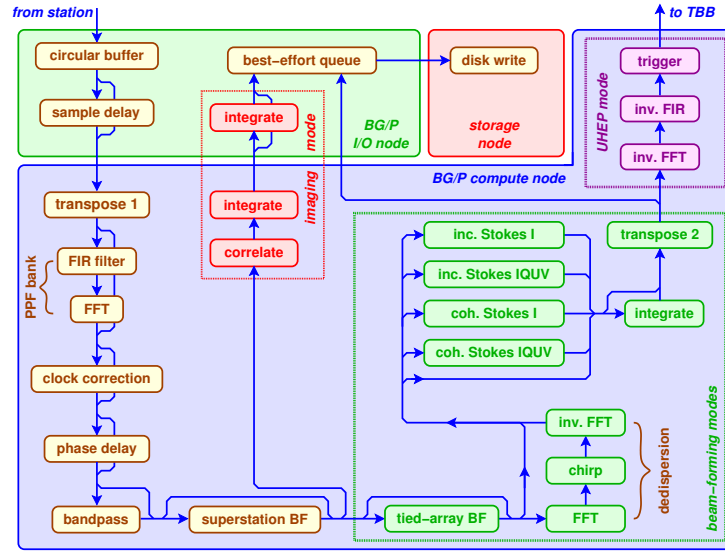 from station
to TBB
circular buffer
best-effort queue
disk write
trigger
sample delay
integrate
inv. FIR
BG/P
I/O node
storage
node
imaging mode
UHEP mode
inv. FFT
BG/P compute node
transpose 1
integrate
inc. Stokes I
transpose 2
correlate
FIR filter
inc. Stokes IQUV
PPF bank
FFT
coh. Stokes I
integrate
coh. Stokes IQUV
clock correction
inv. FFT
phase delay
chirp
dedispersion
beam-forming modes
bandpass
superstation BF
tied-array BF
FFT